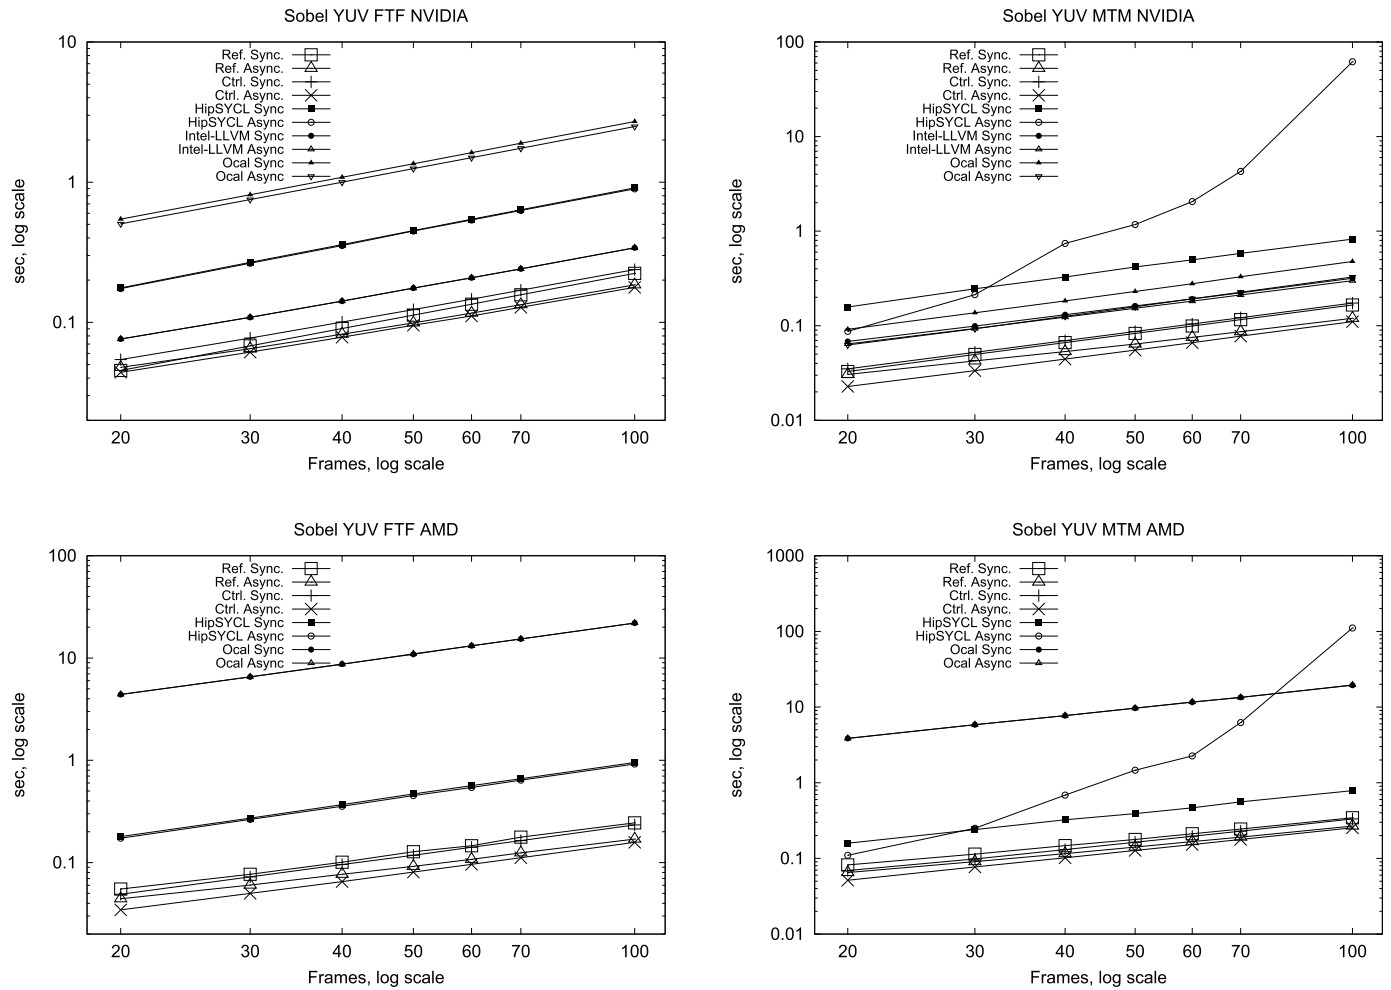 Sobel YUV FTF NVIDIA
10
1
0.1
sec, log scale
Ref. Sync.
Ref. Async.
Ctrl. Sync.
Ctrl. Async.
HipSYCL Sync
HipSYCL Async
Intel-LLVM Sync
Intel-LLVM Async
Ocal Sync
Ocal Async
20 30 40 50 60 70 100
Frames, log scale
Sobel YUV MTM NVIDIA
100
10
1
0.1
0.01
sec, log scale
Ref. Sync.
Ref. Async.
Ctrl. Sync.
Ctrl. Async.
HipSYCL Sync
HipSYCL Async
Intel-LLVM Sync
Intel-LLVM Async
Ocal Sync
Ocal Async
20 30 40 50 60 70 100
Frames, log scale
Sobel YUV FTF AMD
100
10
1
0.1
sec, log scale
Ref. Sync.
Ref. Async.
Ctrl. Sync.
Ctrl. Async.
HipSYCL Sync
HipSYCL Async
Ocal Sync
Ocal Async
20 30 40 50 60 70 100
Frames, log scale
Sobel YUV MTM AMD
1000
100
10
1
0.1
0.01
sec, log scale
Ref. Sync.
Ref. Async.
Ctrl. Sync.
Ctrl. Async.
HipSYCL Sync
HipSYCL Async
Ocal Sync
Ocal Async
20 30 40 50 60 70 100
Frames, log scale